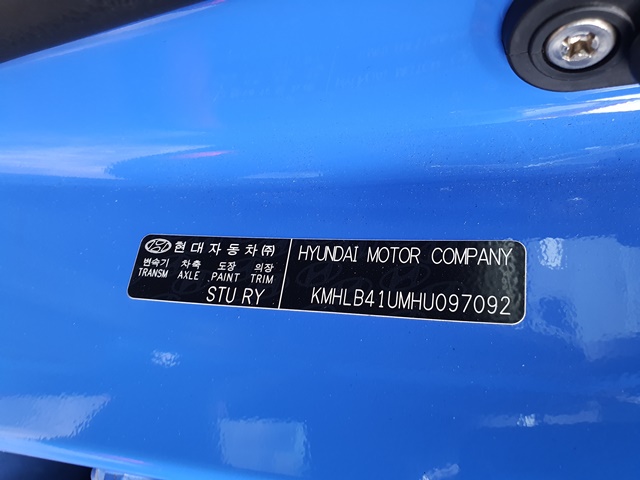 현대자동차㈜
변속기 차축 도장 의장
TRANSM AXLE PAINT TRIM
STU RY
HYUNDAI MOTOR COMPANY
KMHLB41UMHU097092